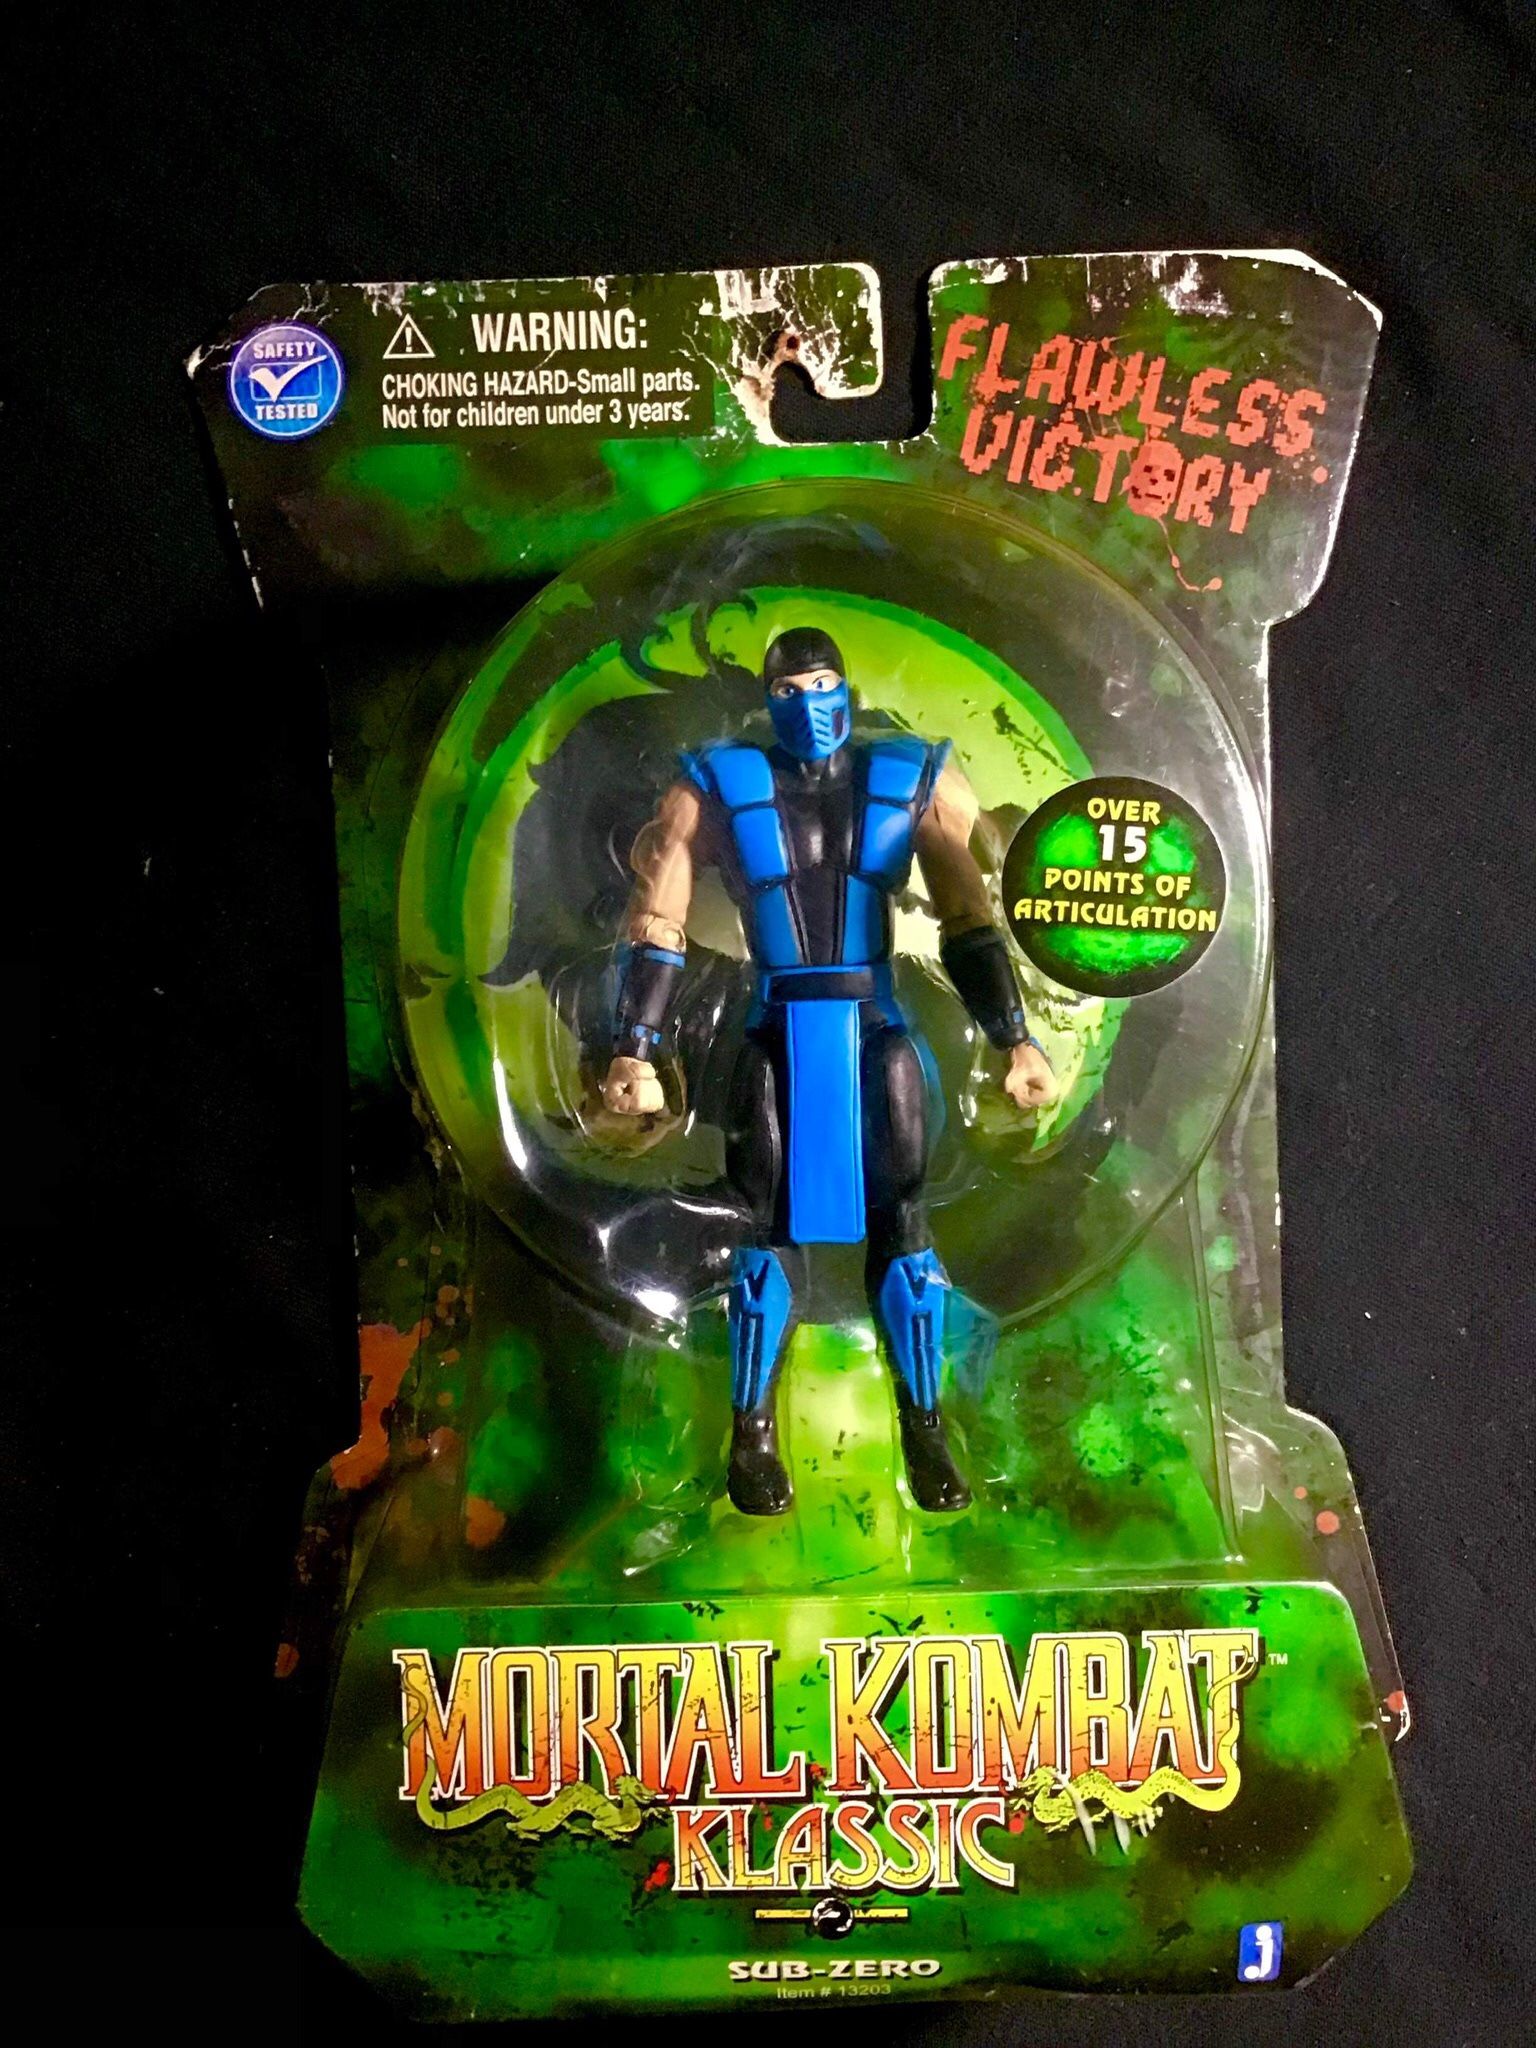 SAFETY
TESTED
WARNING:
CHOKING HAZARD-Small parts.
Not for children under 3 years.
FLAWLESS
VICTORY
OVER
15
POINTS OF
ARTICULATION
MORTAL KOMBAT™
KLASSIC
SUB-ZERO
Item # 13203
j